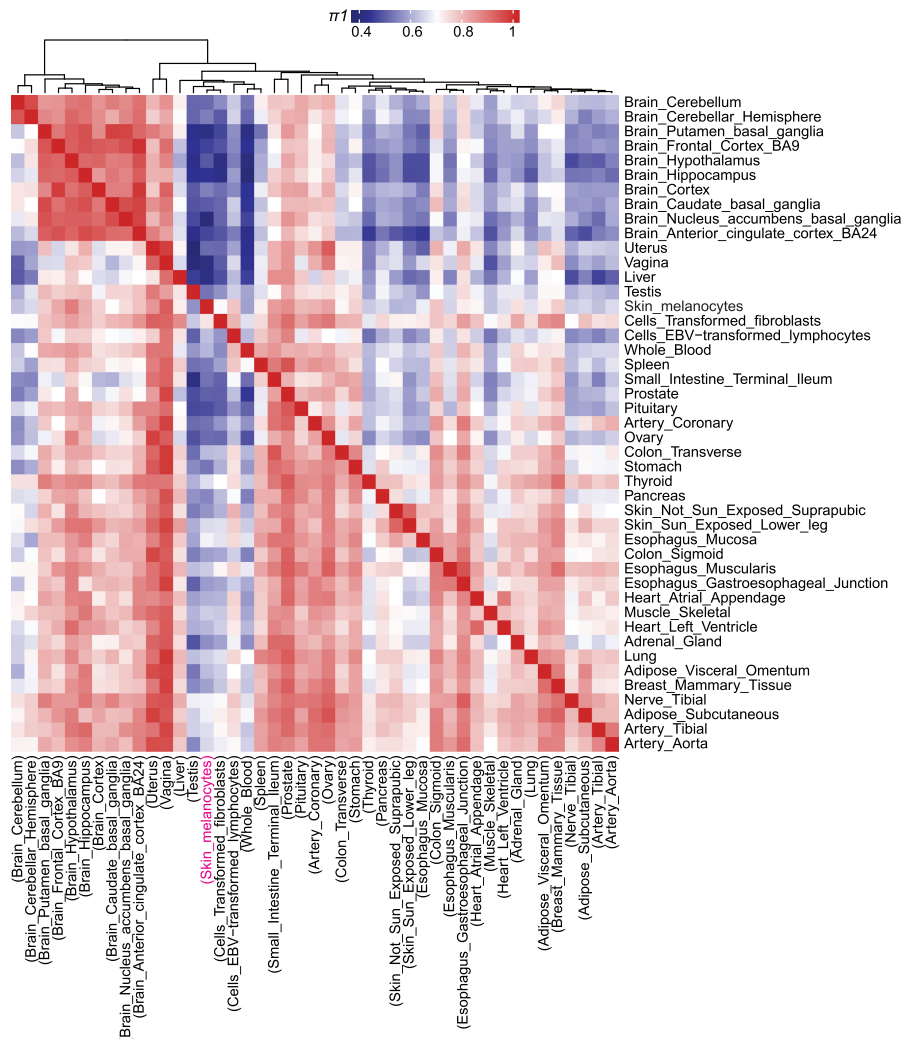 π1
0.4 0.6 0.8 1
Brain_Cerebellum
Brain_Cerebellar_Hemisphere
Brain_Putamen_basal_ganglia
Brain_Frontal_Cortex_BA9
Brain_Hypothalamus
Brain_Hippocampus
Brain_Cortex
Brain_Caudate_basal_ganglia
Brain_Nucleus_accumbens_basal_ganglia
Brain_Anterior_cingulate_cortex_BA24
Uterus
Vagina
Liver
Testis
Skin_melanocytes
Cells_Transformed_fibroblasts
Cells_EBV−transformed_lymphocytes
Whole_Blood
Spleen
Small_Intestine_Terminal_Ileum
Prostate
Pituitary
Artery_Coronary
Ovary
Colon_Transverse
Stomach
Thyroid
Pancreas
Skin_Not_Sun_Exposed_Suprapubic
Skin_Sun_Exposed_Lower_leg
Esophagus_Mucosa
Colon_Sigmoid
Esophagus_Muscularis
Esophagus_Gastroesophageal_Junction
Heart_Atrial_Appendage
Muscle_Skeletal
Heart_Left_Ventricle
Adrenal_Gland
Lung
Adipose_Visceral_Omentum
Breast_Mammary_Tissue
Nerve_Tibial
Adipose_Subcutaneous
Artery_Tibial
Artery_Aorta
(Brain_Cerebellum)
(Brain_Cerebellar_Hemisphere)
(Brain_Putamen_basal_ganglia)
(Brain_Frontal_Cortex_BA9)
(Brain_Hypothalamus)
(Brain_Hippocampus)
(Brain_Cortex)
(Brain_Caudate_basal_ganglia)
(Brain_Nucleus_accumbens_basal_ganglia)
(Brain_Anterior_cingulate_cortex_BA24)
(Uterus)
(Vagina)
(Liver)
(Testis)
(Skin_melanocytes)
(Cells_Transformed_fibroblasts)
(Cells_EBV−transformed_lymphocytes)
(Whole_Blood)
(Spleen)
(Small_Intestine_Terminal_Ileum)
(Prostate)
(Pituitary)
(Artery_Coronary)
(Ovary)
(Colon_Transverse)
(Stomach)
(Thyroid)
(Pancreas)
(Skin_Not_Sun_Exposed_Suprapubic)
(Skin_Sun_Exposed_Lower_leg)
(Esophagus_Mucosa)
(Colon_Sigmoid)
(Esophagus_Muscularis)
(Esophagus_Gastroesophageal_Junction)
(Heart_Atrial_Appendage)
(Muscle_Skeletal)
(Heart_Left_Ventricle)
(Adrenal_Gland)
(Lung)
(Adipose_Visceral_Omentum)
(Breast_Mammary_Tissue)
(Nerve_Tibial)
(Adipose_Subcutaneous)
(Artery_Tibial)
(Artery_Aorta)